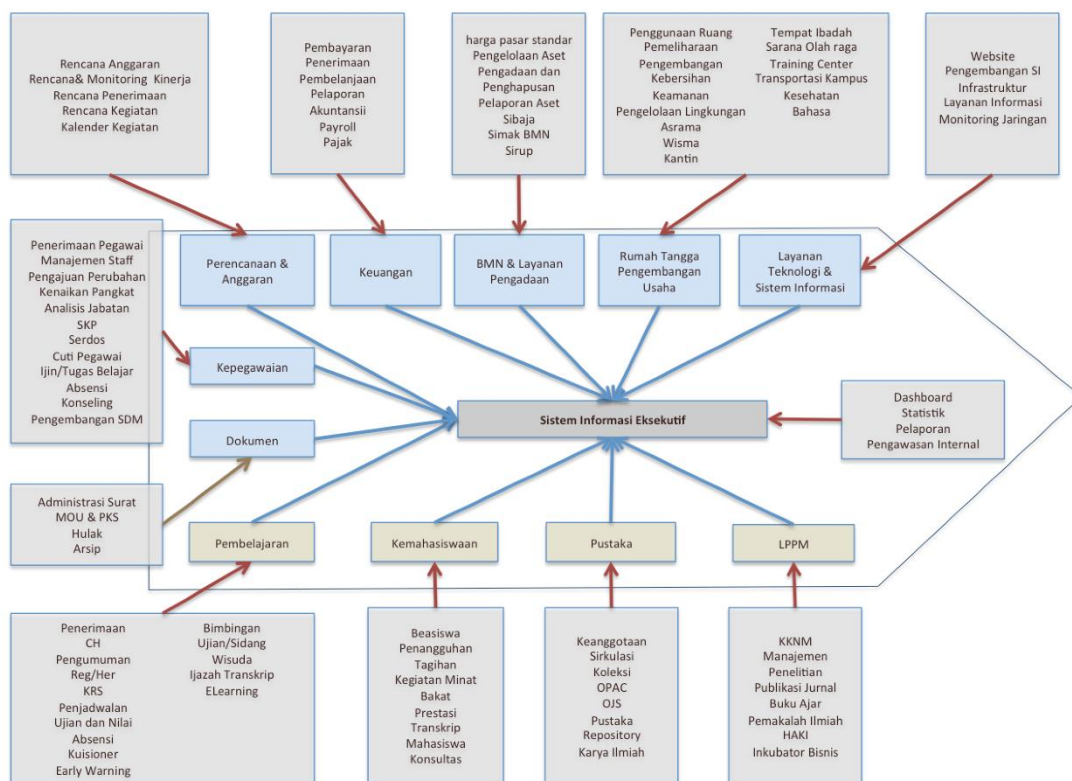 Rencana Anggaran
Rencana& Monitoring Kinerja
Rencana Penerimaan
Rencana Kegiatan
Kalender Kegiatan
Pembayaran
Penerimaan
Pembelanjaan
Pelaporan
Akuntansii
Payroll
Pajak
harga pasar standar
Pengelolaan Aset
Pengadaan dan
Penghapusan
Pelaporan Aset
Sibaja
Simak BMN
Sirup
Penggunaan Ruang
Pemeliharaan
Pengembangan
Kebersihan
Keamanan
Pengelolaan Lingkungan
Asrama
Wisma
Kantin
Tempat Ibadah
Sarana Olah raga
Training Center
Transportasi Kampus
Kesehatan
Bahasa
Website
Pengembangan SI
Infrastruktur
Layanan Informasi
Monitoring Jaringan
Penerimaan Pegawai
Manajemen Staff
Pengajuan Perubahan
Kenaikan Pangkat
Analisis Jabatan
SKP
Serdos
Cuti Pegawai
Ijin/Tugas Belajar
Absensi
Konseling
Pengembangan SDM
Perencanaan &
Anggaran
Keuangan
BMN & Layanan
Pengadaan
Rumah Tangga
Pengembangan
Usaha
Layanan
Teknologi &
Sistem Informasi
Kepegawaian
Dokumen
Sistem Informasi Eksekutif
Dashboard
Statistik
Pelaporan
Pengawasan Internal
Administrasi Surat
MOU & PKS
Hulak
Arsip
Pembelajaran
Kemahasiswaan
Pustaka
LPPM
Penerimaan
CH
Pengumuman
Reg/Her
KRS
Penjadwalan
Ujian dan Nilai
Absensi
Kuisioner
Early Warning
Bimbingan
Ujian/Sidang
Wisuda
Ijazah Transkrip
ELearning
Beasiswa
Penangguhan
Tagihan
Kegiatan Minat
Bakat
Prestasi
Transkrip
Mahasiswa
Konsultas
Keanggotaan
Sirkulasi
Koleksi
OPAC
OJS
Pustaka
Repository
Karya Ilmiah
KKNM
Manajemen
Penelitian
Publikasi Jurnal
Buku Ajar
Pemakalah Ilmiah
HAKI
Inkubator Bisnis